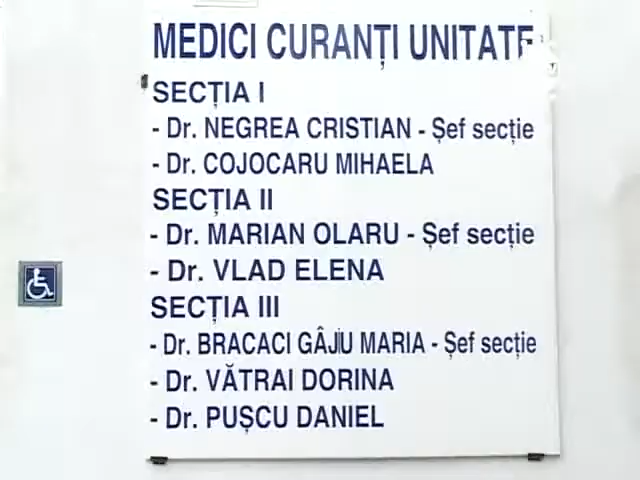 MEDICI CURANȚI UNITATE
SECȚIA I
- Dr. NEGREA CRISTIAN - Șef secție
- Dr. COJOCARU MIHAELA
SECȚIA II
- Dr. MARIAN OLARU - Șef secție
- Dr. VLAD ELENA
SECȚIA III
- Dr. BRACACI GÂJIU MARIA - Șef secție
- Dr. VĂTRAI DORINA
- Dr. PUȘCU DANIEL